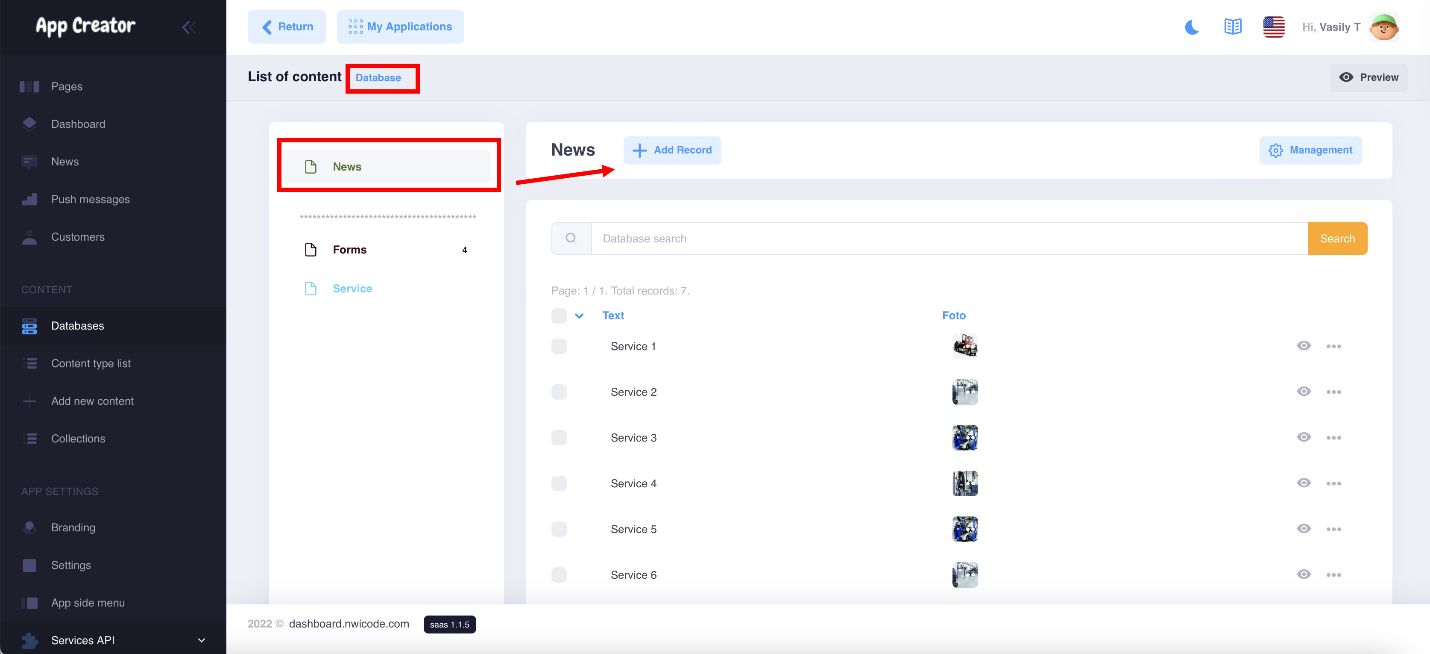 App Creator
Return
My Applications
Hi, Vasily T
List of content Database
Preview
Pages
Dashboard
News
Push messages
Customers
CONTENT
Databases
Content type list
Add new content
Collections
APP SETTINGS
Branding
Settings
App side menu
Services API
News
Forms 4
Service
News
Add Record
Management
Database search
Search
Page: 1 / 1. Total records: 7.
Text Foto
Service 1
Service 2
Service 3
Service 4
Service 5
Service 6
2022 © dashboard.nwicode.com saas 1.1.5